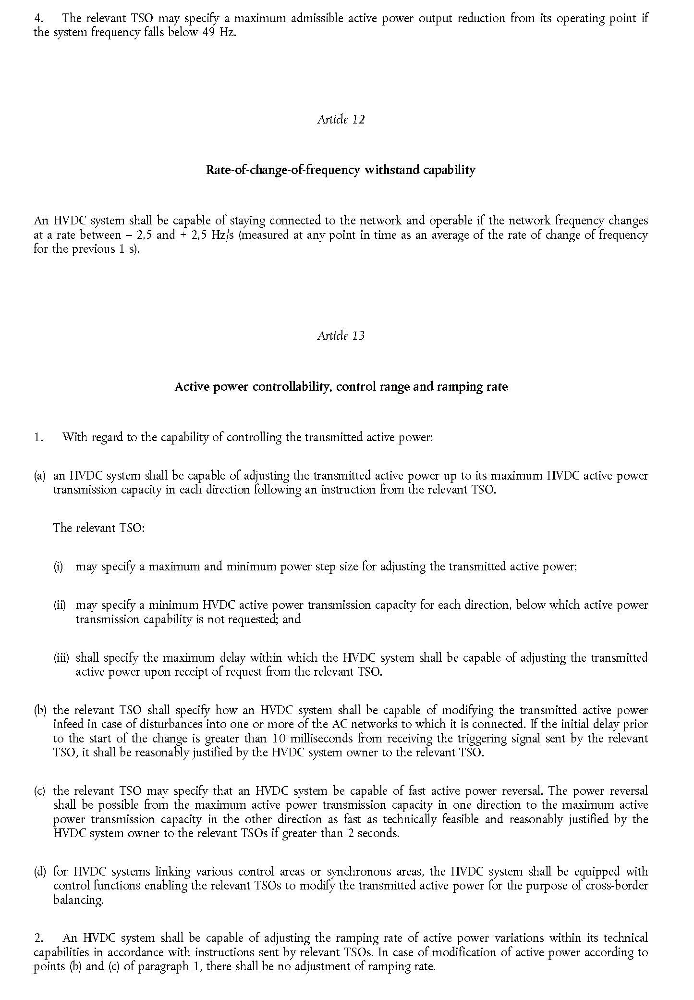 4. The relevant TSO may specify a maximum admissible active power output reduction from its operating point if
the system frequency falls below 49 Hz.
Article 12
Rate-of-change-of-frequency withstand capability
An HVDC system shall be capable of staying connected to the network and operable if the network frequency changes
at a rate between – 2,5 and + 2,5 Hz/s (measured at any point in time as an average of the rate of change of frequency
for the previous 1 s).
Article 13
Active power controllability, control range and ramping rate
1. With regard to the capability of controlling the transmitted active power:
(a) an HVDC system shall be capable of adjusting the transmitted active power up to its maximum HVDC active power
transmission capacity in each direction following an instruction from the relevant TSO.
The relevant TSO:
(i) may specify a maximum and minimum power step size for adjusting the transmitted active power;
(ii) may specify a minimum HVDC active power transmission capacity for each direction, below which active power
transmission capability is not requested; and
(iii) shall specify the maximum delay within which the HVDC system shall be capable of adjusting the transmitted
active power upon receipt of request from the relevant TSO.
(b) the relevant TSO shall specify how an HVDC system shall be capable of modifying the transmitted active power
infeed in case of disturbances into one or more of the AC networks to which it is connected. If the initial delay prior
to the start of the change is greater than 10 milliseconds from receiving the triggering signal sent by the relevant
TSO, it shall be reasonably justified by the HVDC system owner to the relevant TSO.
(c) the relevant TSO may specify that an HVDC system be capable of fast active power reversal. The power reversal
shall be possible from the maximum active power transmission capacity in one direction to the maximum active
power transmission capacity in the other direction as fast as technically feasible and reasonably justified by the
HVDC system owner to the relevant TSOs if greater than 2 seconds.
(d) for HVDC systems linking various control areas or synchronous areas, the HVDC system shall be equipped with
control functions enabling the relevant TSOs to modify the transmitted active power for the purpose of cross-border
balancing.
2. An HVDC system shall be capable of adjusting the ramping rate of active power variations within its technical
capabilities in accordance with instructions sent by relevant TSOs. In case of modification of active power according to
points (b) and (c) of paragraph 1, there shall be no adjustment of ramping rate.